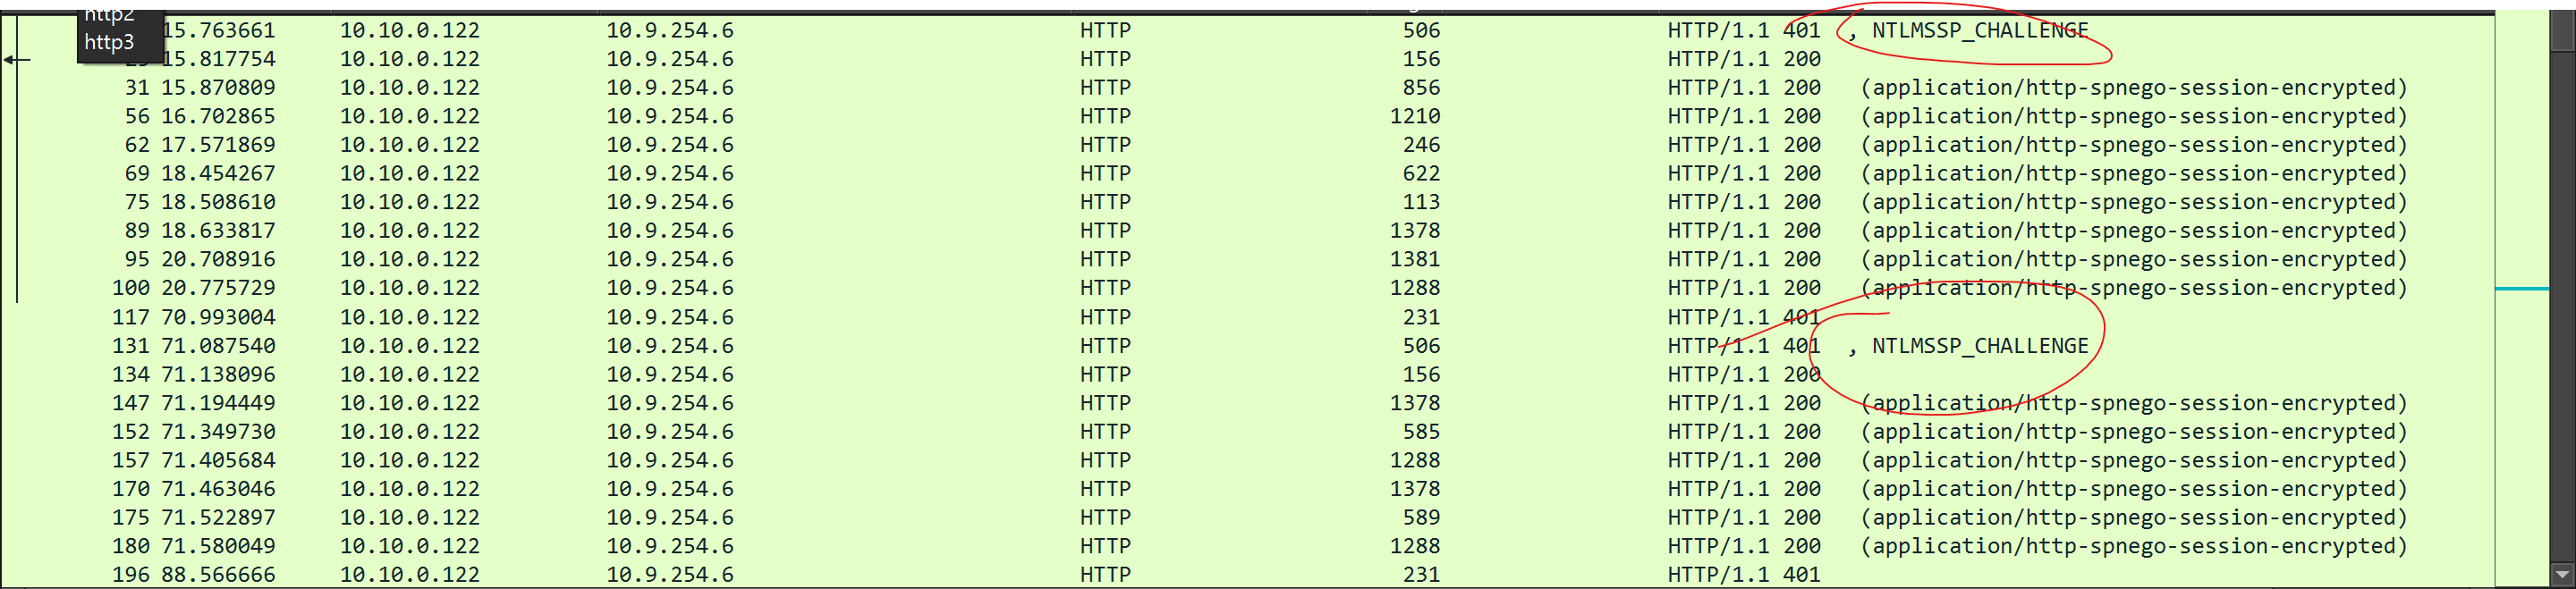 http2
http3
15.763661 10.10.0.122 10.9.254.6 HTTP 506 HTTP/1.1 401 , NTLMSSP_CHALLENGE
15.817754 10.10.0.122 10.9.254.6 HTTP 156 HTTP/1.1 200
31 15.870809 10.10.0.122 10.9.254.6 HTTP 856 HTTP/1.1 200 (application/http-spnego-session-encrypted)
56 16.702865 10.10.0.122 10.9.254.6 HTTP 1210 HTTP/1.1 200 (application/http-spnego-session-encrypted)
62 17.571869 10.10.0.122 10.9.254.6 HTTP 246 HTTP/1.1 200 (application/http-spnego-session-encrypted)
69 18.454267 10.10.0.122 10.9.254.6 HTTP 622 HTTP/1.1 200 (application/http-spnego-session-encrypted)
75 18.508610 10.10.0.122 10.9.254.6 HTTP 113 HTTP/1.1 200 (application/http-spnego-session-encrypted)
89 18.633817 10.10.0.122 10.9.254.6 HTTP 1378 HTTP/1.1 200 (application/http-spnego-session-encrypted)
95 20.708916 10.10.0.122 10.9.254.6 HTTP 1381 HTTP/1.1 200 (application/http-spnego-session-encrypted)
100 20.775729 10.10.0.122 10.9.254.6 HTTP 1288 HTTP/1.1 200 (application/http-spnego-session-encrypted)
117 70.993004 10.10.0.122 10.9.254.6 HTTP 231 HTTP/1.1 401
131 71.087540 10.10.0.122 10.9.254.6 HTTP 506 HTTP/1.1 401 , NTLMSSP_CHALLENGE
134 71.138096 10.10.0.122 10.9.254.6 HTTP 156 HTTP/1.1 200
147 71.194449 10.10.0.122 10.9.254.6 HTTP 1378 HTTP/1.1 200 (application/http-spnego-session-encrypted)
152 71.349730 10.10.0.122 10.9.254.6 HTTP 585 HTTP/1.1 200 (application/http-spnego-session-encrypted)
157 71.405684 10.10.0.122 10.9.254.6 HTTP 1288 HTTP/1.1 200 (application/http-spnego-session-encrypted)
170 71.463046 10.10.0.122 10.9.254.6 HTTP 1378 HTTP/1.1 200 (application/http-spnego-session-encrypted)
175 71.522897 10.10.0.122 10.9.254.6 HTTP 589 HTTP/1.1 200 (application/http-spnego-session-encrypted)
180 71.580049 10.10.0.122 10.9.254.6 HTTP 1288 HTTP/1.1 200 (application/http-spnego-session-encrypted)
196 88.566666 10.10.0.122 10.9.254.6 HTTP 231 HTTP/1.1 401